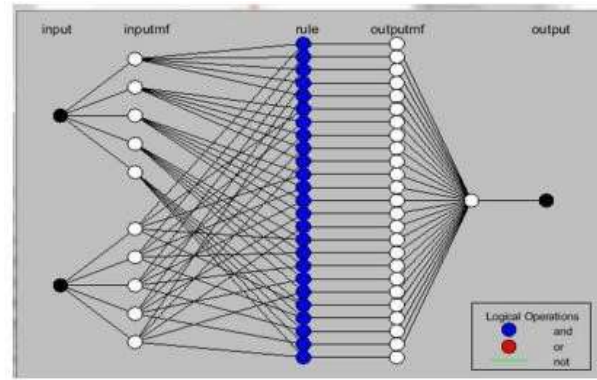 input inputmf rule outputmf output
Logical Operations
and
or
not